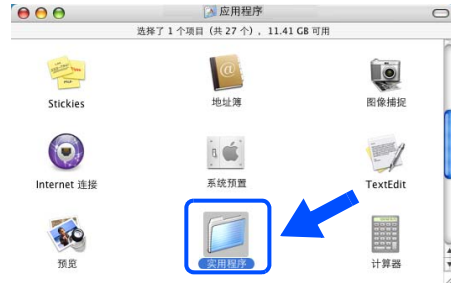 应用程序
选择了 1 个项目（共 27 个），11.41 GB 可用
Stickies
地址簿
图像捕捉
Internet 连接
系统预置
TextEdit
预览
实用程序
计算器